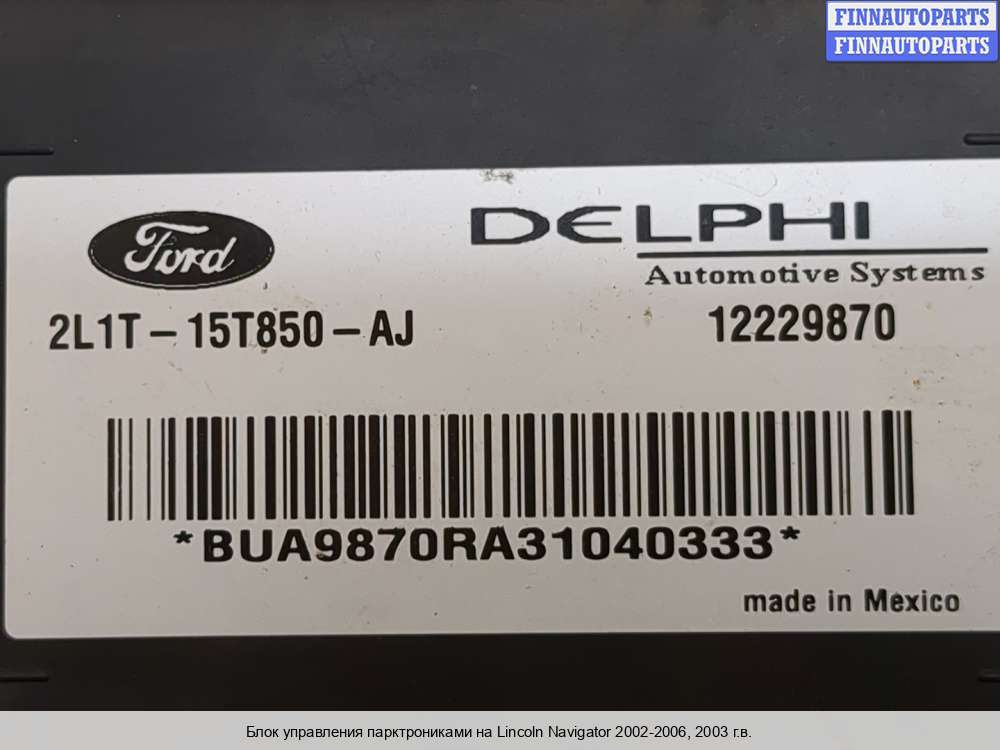 FINNAUTOPARTS
FINNAUTOPARTS
Ford
DELPHI
Automotive Systems
2L1T-15T850-AJ
12229870
*BUA9870RA31040333*
made in Mexico
Блок управления парктрониками на Lincoln Navigator 2002-2006, 2003 г.в.